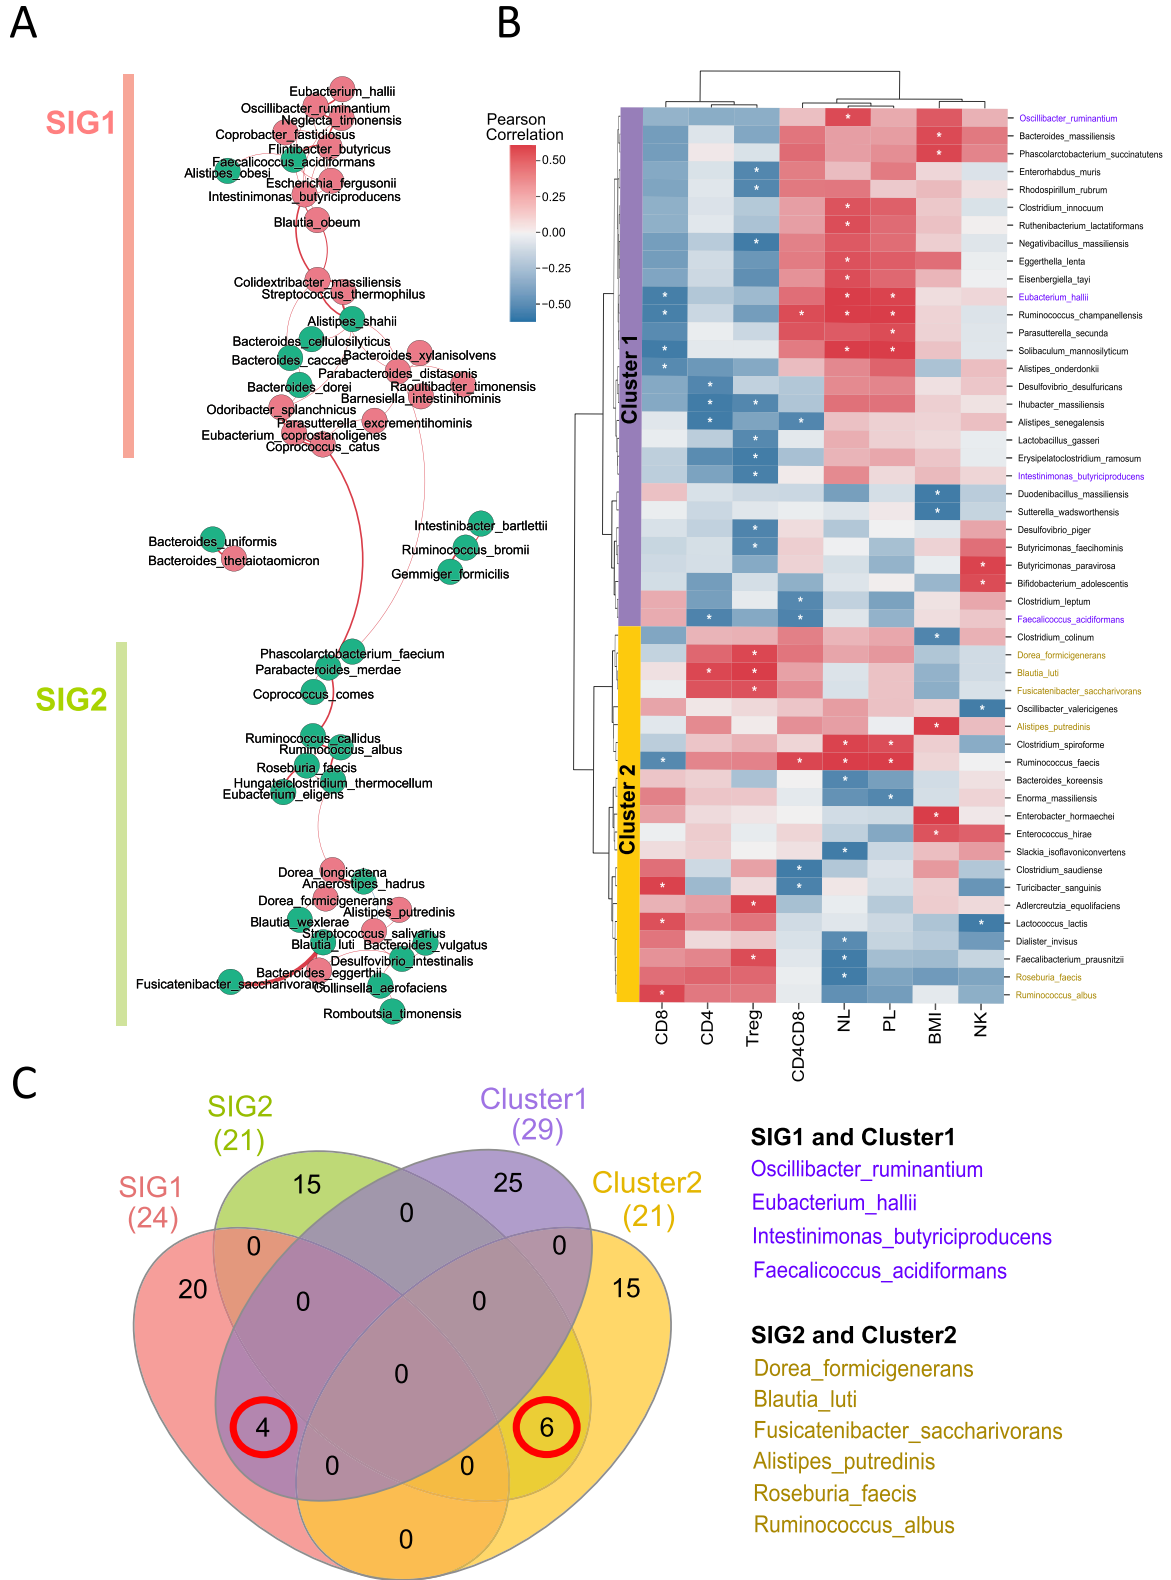 A
SIG1
Eubacterium_hallii
Oscillibacter_ruminantium
Neglecta_timonensis
Coprobacter_fastidiosus
Flintibacter_butyricus
Faecalicoccus_acidiformans
Alistipes_obesi
Escherichia_fergusonii
Intestinimonas_butyriciproducens
Blautia_obeum
Colidextribacter_massiliensis
Streptococcus_thermophilus
Alistipes_shahii
Bacteroides_cellulosilyticus
Bacteroides_xylanisolvens
Bacteroides_caccae
Parabacteroides_distasonis
Bacteroides_dorei
Raoultibacter_timonensis
Barnesiella_intestinihominis
Odoribacter_splanchnicus
Parasutterella_excrementihominis
Eubacterium_coprostanoligenes
Coprococcus_catus
Intestinibacter_bartlettii
Bacteroides_uniformis
Ruminococcus_bromii
Bacteroides_thetaiotaomicron
Gemmiger_formicilis
SIG2
Phascolarctobacterium_faecium
Parabacteroides_merdae
Coprococcus_comes
Ruminococcus_callidus
Ruminococcus_albus
Roseburia_faecis
Hungateiclostridium_thermocellum
Eubacterium_eligens
Dorea_longicatena
Anaerostipes_hadrus
Dorea_formicigenerans
Alistipes_putredinis
Blautia_wexlerae
Streptococcus_salivarius
Blautia_luti
Bacteroides_vulgatus
Desulfovibrio_intestinalis
Bacteroides_eggerthii
Fusicatenibacter_saccharivorans
Collinsella_aerofaciens
Romboutsia_timonensis
B
Pearson
Correlation
0.50
0.25
0.00
−0.25
−0.50
Cluster 1
Cluster 2
Oscillibacter_ruminantium
Bacteroides_massiliensis
Phascolarctobacterium_succinatutens
Enterorhabdus_muris
Rhodospirillum_rubrum
Clostridium_innocuum
Ruthenibacterium_lactatiformans
Negativibacillus_massiliensis
Eggerthella_lenta
Eisenbergiella_tayi
Eubacterium_hallii
Ruminococcus_champanellensis
Parasutterella_secunda
Solibaculum_mannosilyticum
Alistipes_onderdonkii
Desulfovibrio_desulfuricans
Ihubacter_massiliensis
Alistipes_senegalensis
Lactobacillus_gasseri
Erysipelatoclostridium_ramosum
Intestinimonas_butyriciproducens
Duodenibacillus_massiliensis
Sutterella_wadsworthensis
Desulfovibrio_piger
Butyricimonas_faecihominis
Butyricimonas_paravirosa
Bifidobacterium_adolescentis
Clostridium_leptum
Faecalicoccus_acidiformans
Clostridium_colinum
Dorea_formicigenerans
Blautia_luti
Fusicatenibacter_saccharivorans
Oscillibacter_valericigenes
Alistipes_putredinis
Clostridium_spiroforme
Ruminococcus_faecis
Bacteroides_koreensis
Enorma_massiliensis
Enterobacter_hormaechei
Enterococcus_hirae
Slackia_isoflavoniconvertens
Clostridium_saudiense
Turicibacter_sanguinis
Adlercreutzia_equolifaciens
Lactococcus_lactis
Dialister_invisus
Faecalibacterium_prausnitzii
Roseburia_faecis
Ruminococcus_albus
CD8
CD4
Treg
CD4CD8
NL
PL
BMI
NK
C
SIG2
(21)
Cluster1
(29)
SIG1
(24)
Cluster2
(21)
15
25
0
0
0
20
0
0
15
0
4
6
0
0
0
SIG1 and Cluster1
Oscillibacter_ruminantium
Eubacterium_hallii
Intestinimonas_butyriciproducens
Faecalicoccus_acidiformans
SIG2 and Cluster2
Dorea_formicigenerans
Blautia_luti
Fusicatenibacter_saccharivorans
Alistipes_putredinis
Roseburia_faecis
Ruminococcus_albus